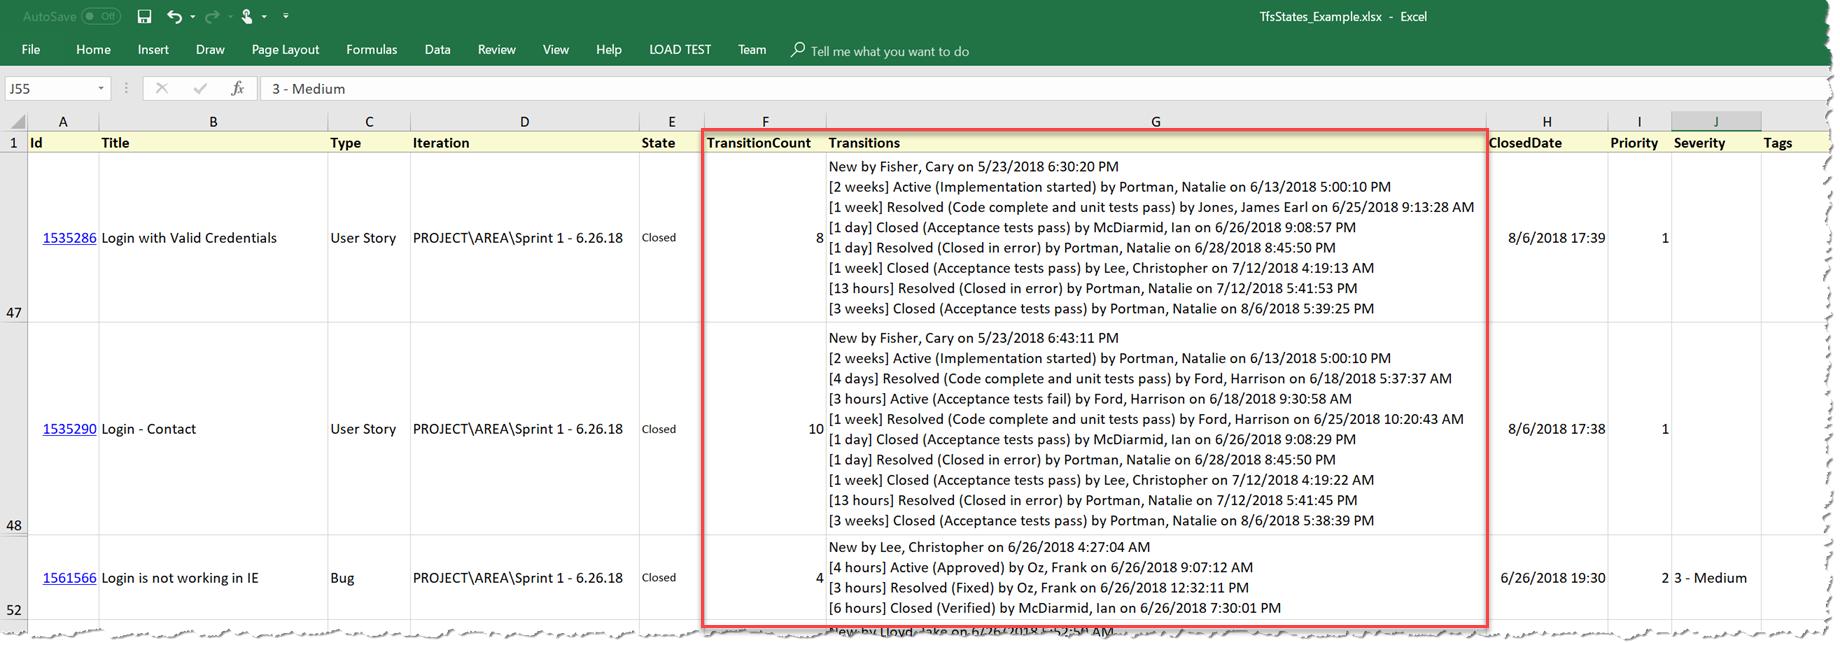 AutoSave Off
TfsStates_Example.xlsx - Excel
File Home Insert Draw Page Layout Formulas Data Review View Help LOAD TEST Team Tell me what you want to do
J55 fx 3 - Medium
A B C D E F G H I J
1 Id Title Type Iteration State TransitionCount Transitions ClosedDate Priority Severity Tags
New by Fisher, Cary on 5/23/2018 6:30:20 PM
[2 weeks] Active (Implementation started) by Portman, Natalie on 6/13/2018 5:00:10 PM
[1 week] Resolved (Code complete and unit tests pass) by Jones, James Earl on 6/25/2018 9:13:28 AM
[1 day] Closed (Acceptance tests pass) by McDiarmid, Ian on 6/26/2018 9:08:57 PM
1535286 Login with Valid Credentials User Story PROJECT\AREA\Sprint 1 - 6.26.18 Closed 8 8/6/2018 17:39 1
[1 day] Resolved (Closed in error) by Portman, Natalie on 6/28/2018 8:45:50 PM
[1 week] Closed (Acceptance tests pass) by Lee, Christopher on 7/12/2018 4:19:13 AM
[13 hours] Resolved (Closed in error) by Portman, Natalie on 7/12/2018 5:41:53 PM
[3 weeks] Closed (Acceptance tests pass) by Portman, Natalie on 8/6/2018 5:39:25 PM
47
New by Fisher, Cary on 5/23/2018 6:43:11 PM
[2 weeks] Active (Implementation started) by Portman, Natalie on 6/13/2018 5:00:10 PM
[4 days] Resolved (Code complete and unit tests pass) by Ford, Harrison on 6/18/2018 5:37:37 AM
[3 hours] Active (Acceptance tests fail) by Ford, Harrison on 6/18/2018 9:30:58 AM
[1 week] Resolved (Code complete and unit tests pass) by Ford, Harrison on 6/25/2018 10:20:43 AM
1535290 Login - Contact User Story PROJECT\AREA\Sprint 1 - 6.26.18 Closed 10 8/6/2018 17:38 1
[1 day] Closed (Acceptance tests pass) by McDiarmid, Ian on 6/26/2018 9:08:29 PM
[1 day] Resolved (Closed in error) by Portman, Natalie on 6/28/2018 8:45:50 PM
[1 week] Closed (Acceptance tests pass) by Lee, Christopher on 7/12/2018 4:19:22 AM
[13 hours] Resolved (Closed in error) by Portman, Natalie on 7/12/2018 5:41:45 PM
[3 weeks] Closed (Acceptance tests pass) by Portman, Natalie on 8/6/2018 5:38:39 PM
48
New by Lee, Christopher on 6/26/2018 4:27:04 AM
[4 hours] Active (Approved) by Oz, Frank on 6/26/2018 9:07:12 AM
1561566 Login is not working in IE Bug PROJECT\AREA\Sprint 1 - 6.26.18 Closed 4 6/26/2018 19:30 2 3 - Medium
[3 hours] Resolved (Fixed) by Oz, Frank on 6/26/2018 12:32:11 PM
[6 hours] Closed (Verified) by McDiarmid, Ian on 6/26/2018 7:30:01 PM
52
New by Lloyd, Jake on 6/26/2018 5:52:50 AM